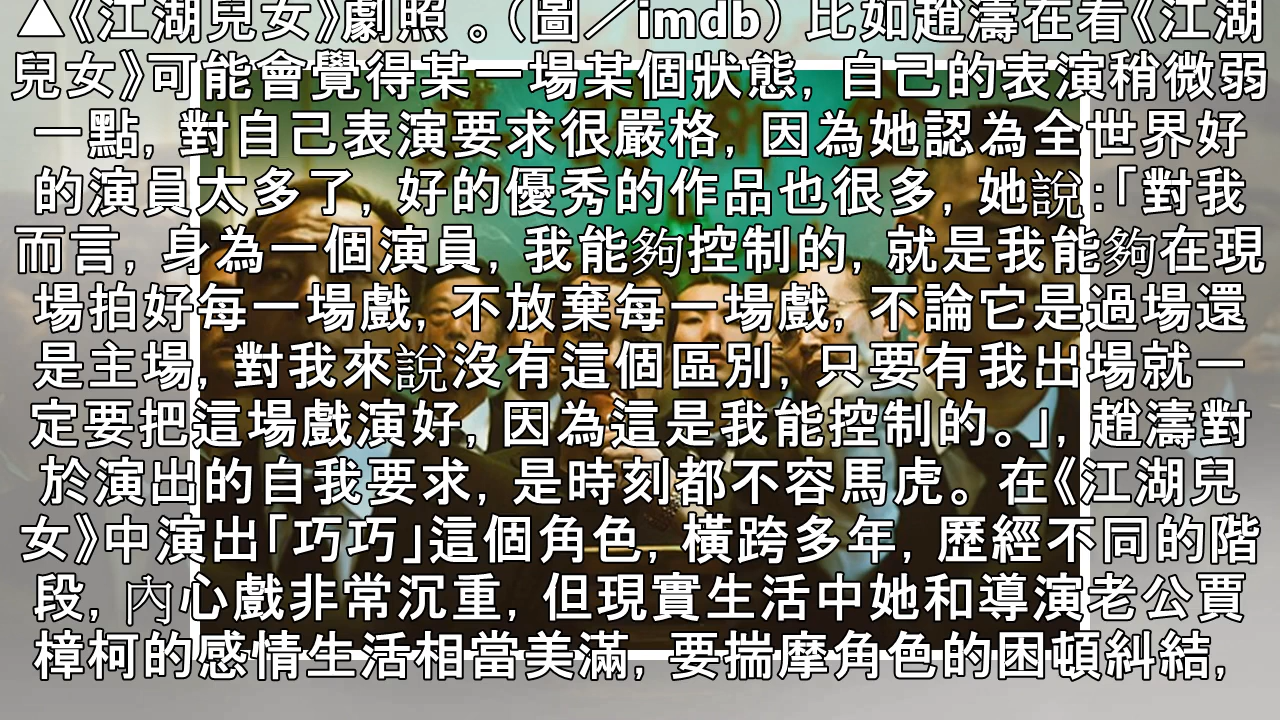 ▲《江湖兒女》劇照 。（圖／imdb） 比如趙濤在看《江湖
兒女》可能會覺得某一場某個狀態，自己的表演稍微弱
一點，對自己表演要求很嚴格，因為她認為全世界好
的演員太多了，好的優秀的作品也很多，她說：「對我
而言，身為一個演員，我能夠控制的，就是我能夠在現
場拍好每一場戲，不放棄每一場戲，不論它是過場還
是主場，對我來說沒有這個區別，只要有我出場就一
定要把這場戲演好，因為這是我能控制的。」，趙濤對
於演出的自我要求，是時刻都不容馬虎。在《江湖兒
女》中演出「巧巧」這個角色，橫跨多年，歷經不同的階
段，內心戲非常沉重，但現實生活中她和導演老公賈
樟柯的感情生活相當美滿，要揣摩角色的困頓糾結，